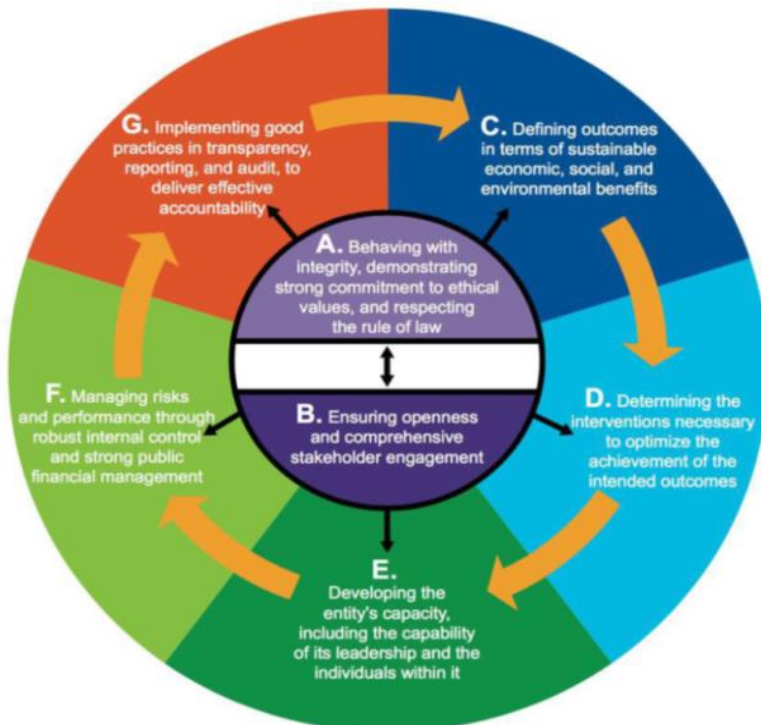 G. Implementing good
practices in transparency,
reporting, and audit, to
deliver effective
accountability
C. Defining outcomes
in terms of sustainable
economic, social, and
environmental benefits
A. Behaving with
integrity, demonstrating
strong commitment to ethical
values, and respecting
the rule of law
F. Managing risks
and performance through
robust internal control
and strong public
financial management
B. Ensuring openness
and comprehensive
stakeholder engagement
D. Determining the
interventions necessary
to optimize the
achievement of the
intended outcomes
E.
Developing the
entity's capacity,
including the capability
of its leadership and the
individuals within it